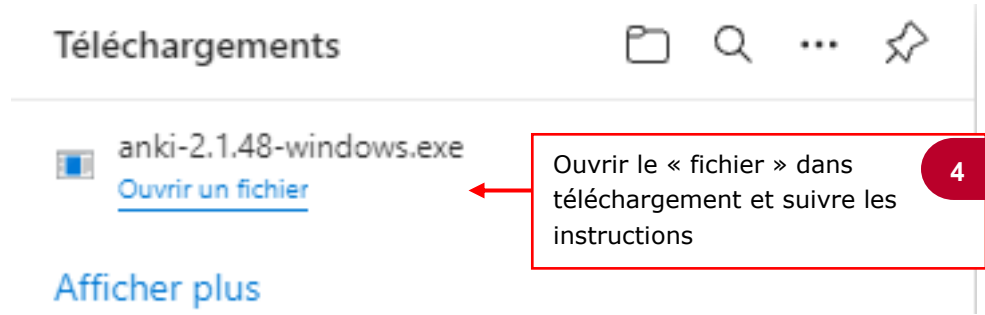 Téléchargements
anki-2.1.48-windows.exe
Ouvrir un fichier
Ouvrir le « fichier » dans
téléchargement et suivre les
instructions
4
Afficher plus